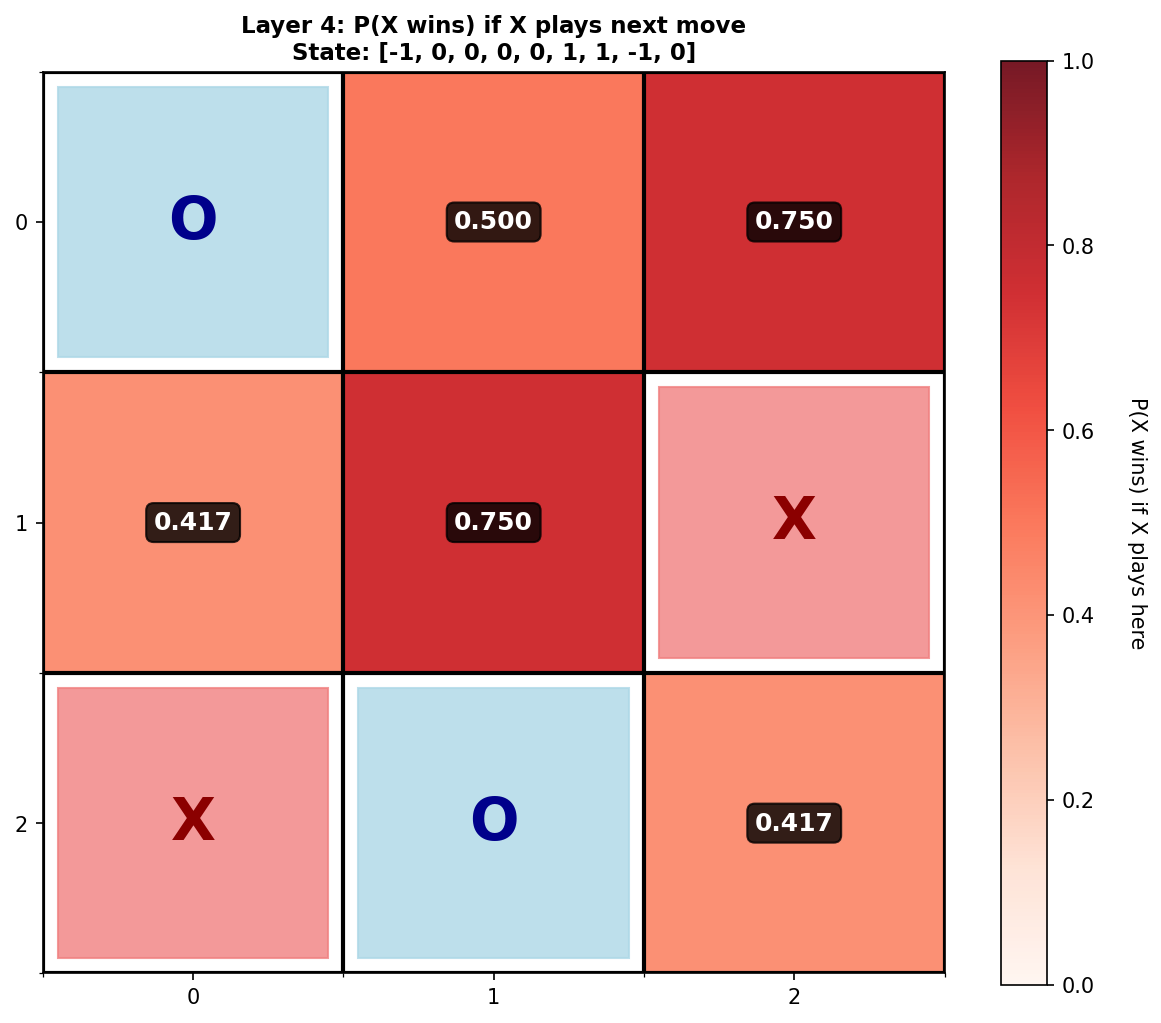 Layer 4: P(X wins) if X plays next move
State: [-1, 0, 0, 0, 0, 1, 1, -1, 0]
0
O
0.500
0.750
1
0.417
0.750
X
2
X
O
0.417
0
1
2
1.0
0.8
0.6
0.4
0.2
0.0
P(X wins) if X plays here